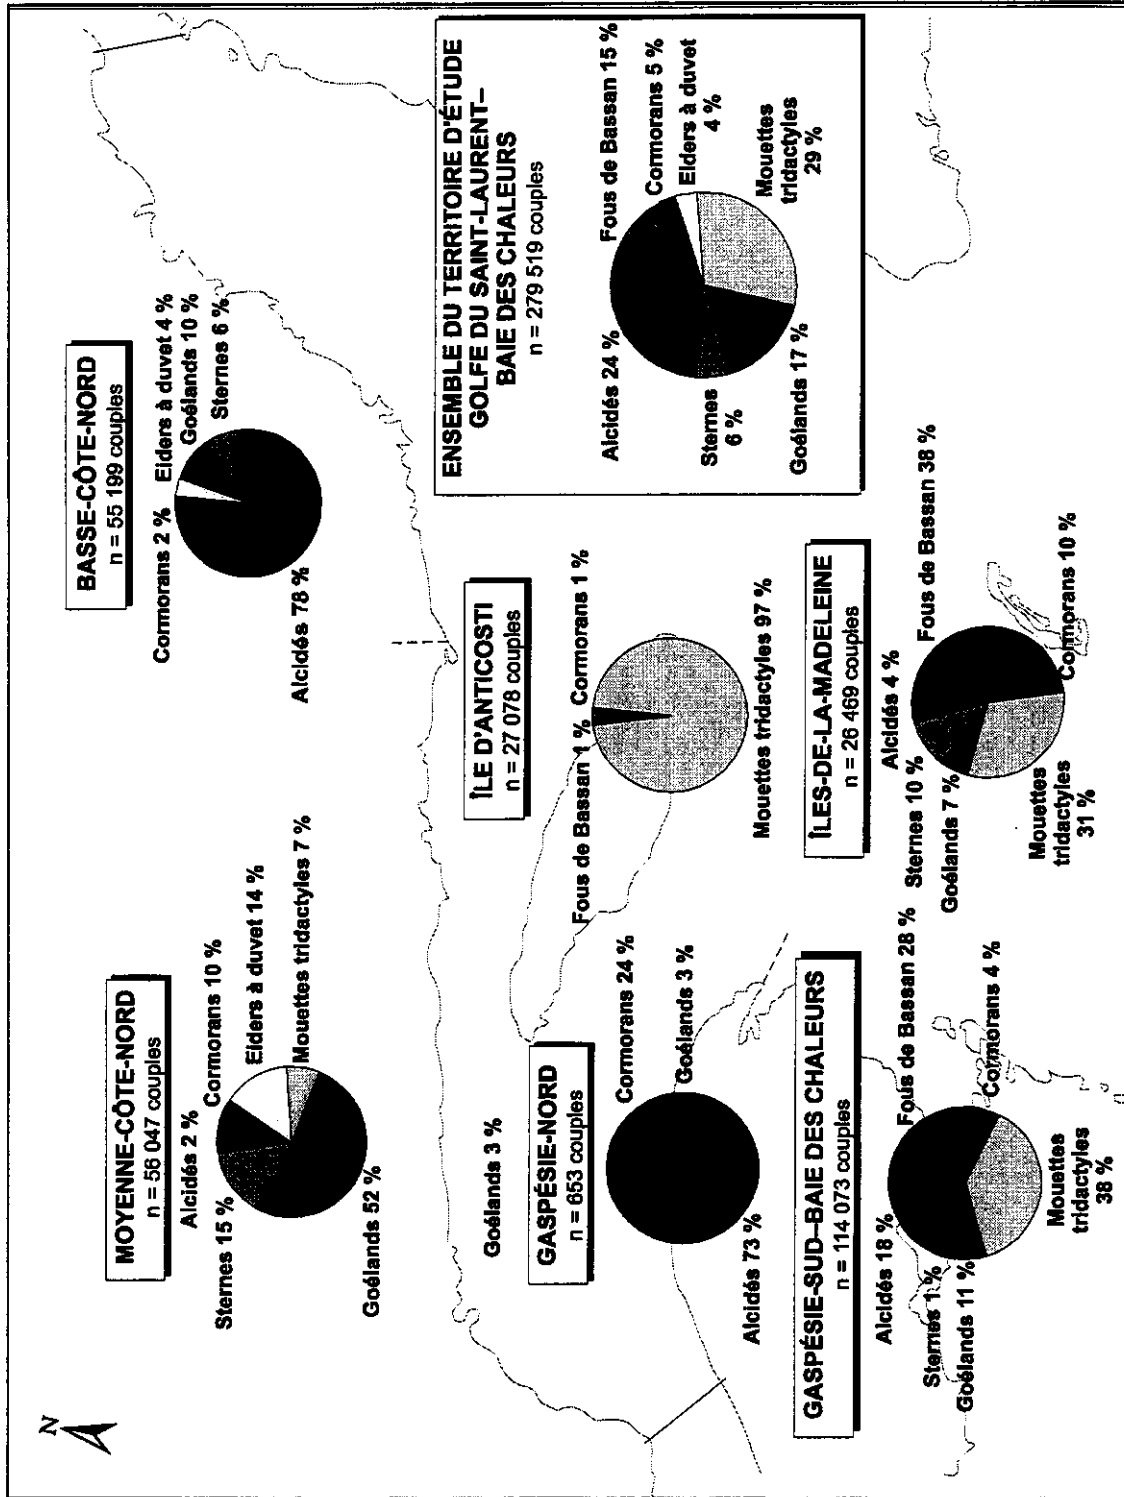 N
MOYENNE-CÔTE-NORD
n = 56 047 couples
Alcidés 2 %
Cormorans 10 %
Sternes 15 %
Eiders à duvet 14 %
Mouettes tridactyles 7 %
Goélands 52 %
BASSE-CÔTE-NORD
n = 55 199 couples
Cormorans 2 %
Eiders à duvet 4 %
Goélands 10 %
Sternes 6 %
Alcidés 78 %
Goélands 3 %
GASPÉSIE-NORD
n = 653 couples
Cormorans 24 %
Goélands 3 %
Alcidés 73 %
ÎLE D'ANTICOSTI
n = 27 078 couples
Fous de Bassan 1 %
Cormorans 1 %
Mouettes tridactyles 97 %
ENSEMBLE DU TERRITOIRE D'ÉTUDE
GOLFE DU SAINT-LAURENT–
BAIE DES CHALEURS
n = 279 519 couples
Alcidés 24 %
Fous de Bassan 15 %
Cormorans 5 %
Eiders à duvet
4 %
Sternes
6 %
Mouettes
tridactyles
29 %
Goélands 17 %
GASPÉSIE-SUD–BAIE DES CHALEURS
n = 114 073 couples
Alcidés 18 %
Fous de Bassan 28 %
Sternes 1 %
Goélands 11 %
Cormorans 4 %
Mouettes
tridactyles
38 %
ÎLES-DE-LA-MADELEINE
n = 26 469 couples
Alcidés 4 %
Sternes 10 %
Fous de Bassan 38 %
Goélands 7 %
Cormorans 10 %
Mouettes
tridactyles
31 %